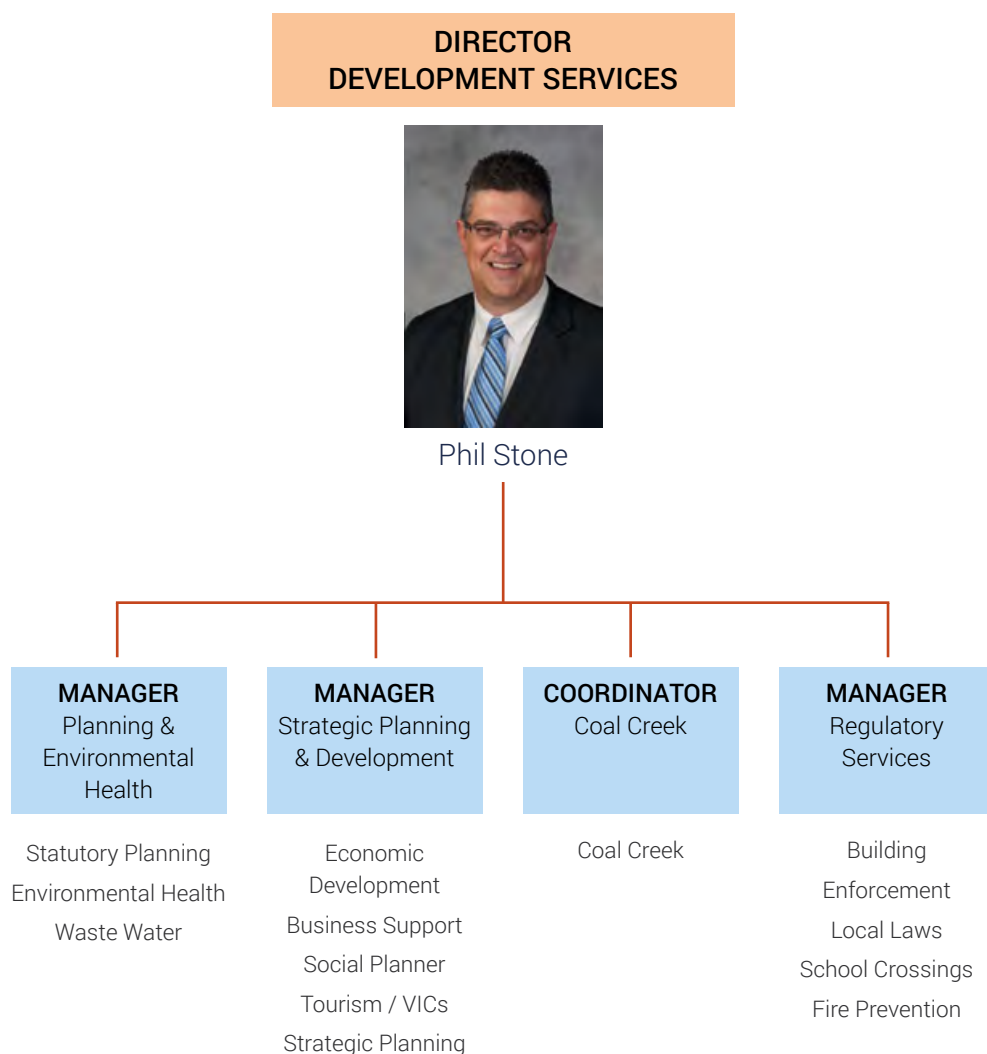 DIRECTOR
DEVELOPMENT SERVICES
Phil Stone
MANAGER
Planning &
Environmental
Health
Statutory Planning
Environmental Health
Waste Water
MANAGER
Strategic Planning
& Development
Economic
Development
Business Support
Social Planner
Tourism / VICs
Strategic Planning
COORDINATOR
Coal Creek
Coal Creek
MANAGER
Regulatory
Services
Building
Enforcement
Local Laws
School Crossings
Fire Prevention